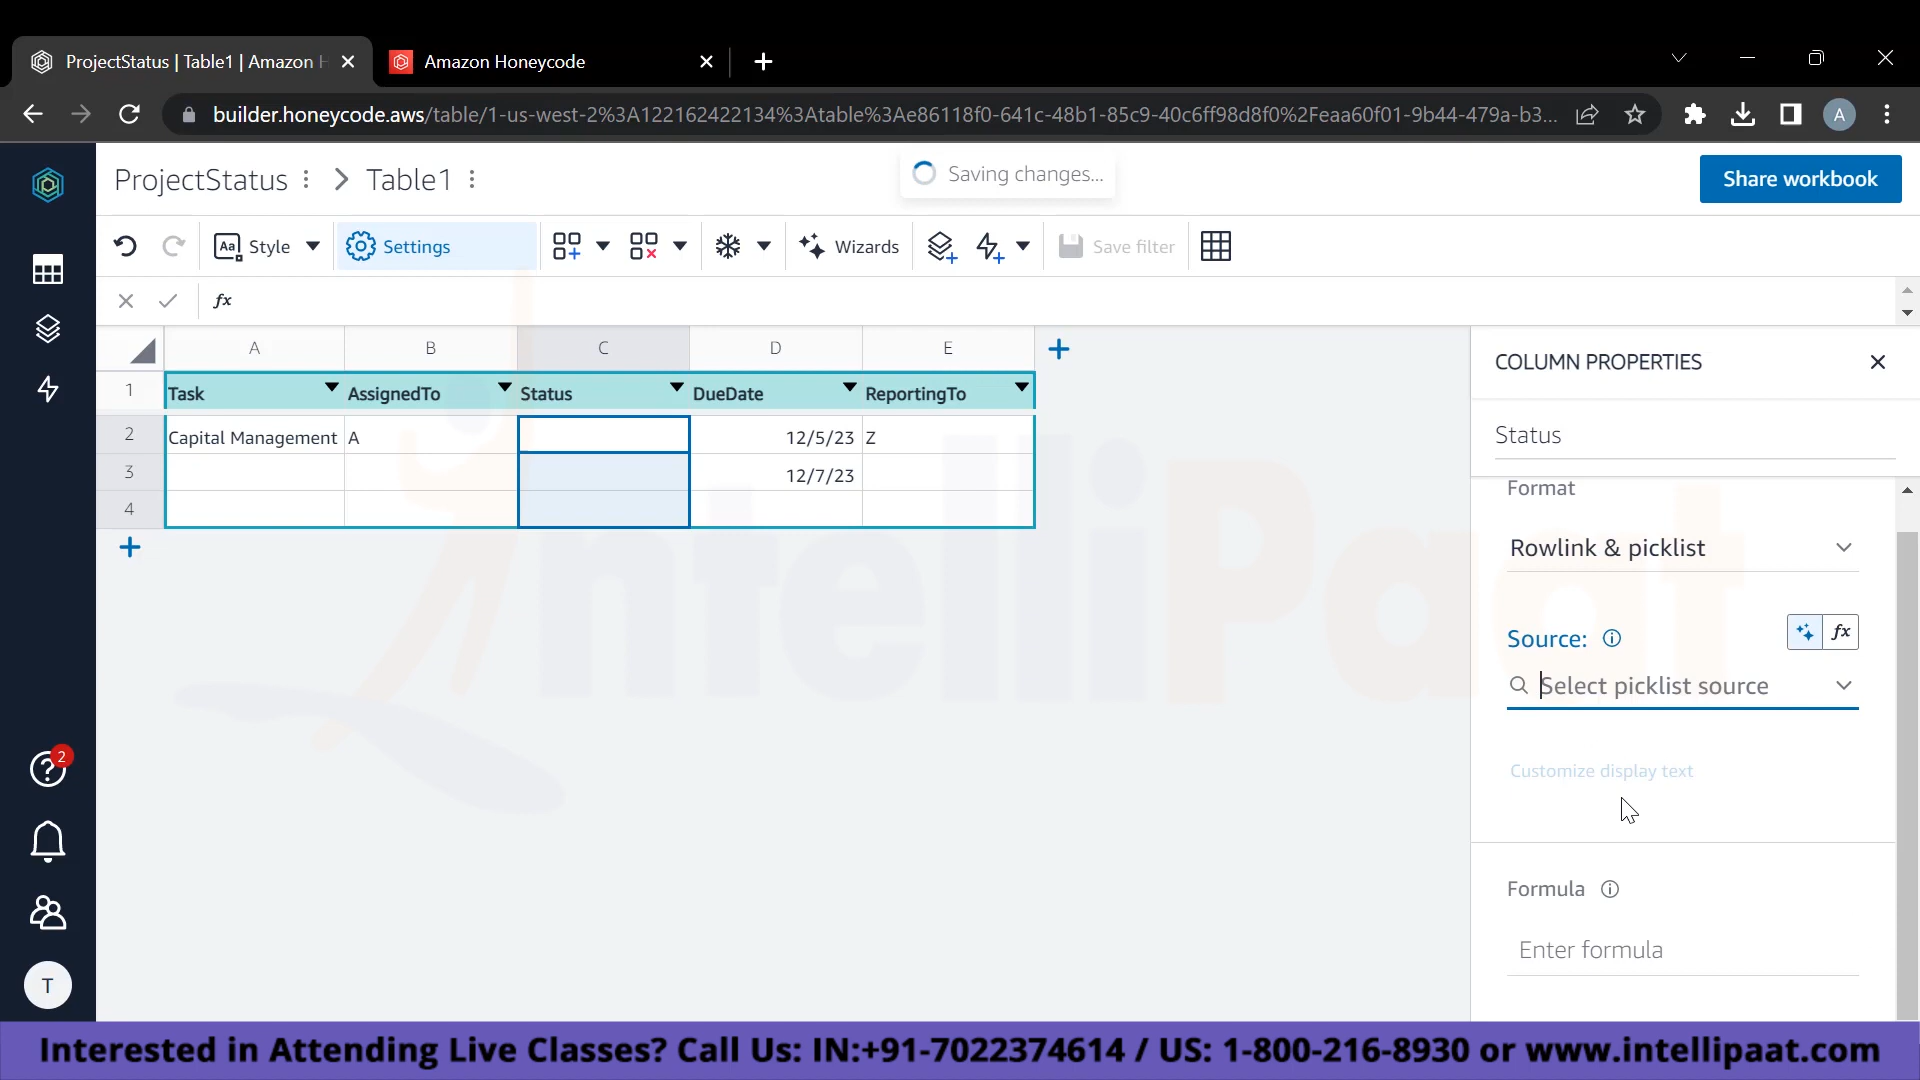 ProjectStatus | Table1 | Amazon H
Amazon Honeycode
builder.honeycode.aws/table/1-us-west-2%3A122162422134%3Atable%3Ae86118f0-641c-48b1-85c9-40c6ff98d8f0%2Feaa60f01-9b44-479a-b3...
A
ProjectStatus > Table1
Saving changes...
Share workbook
Aa Style
Settings
Wizards
Save filter
fx
A B C D E
COLUMN PROPERTIES
1 Task AssignedTo Status DueDate ReportingTo
2 Capital Management A 12/5/23 Z
3 12/7/23
4
Status
Format
Rowlink & picklist
Source:
fx
Select picklist source
Customize display text
Formula
Enter formula
2
T
IntelliPaat
Interested in Attending Live Classes? Call Us: IN:+91-7022374614 / US: 1-800-216-8930 or www.intellipaat.com